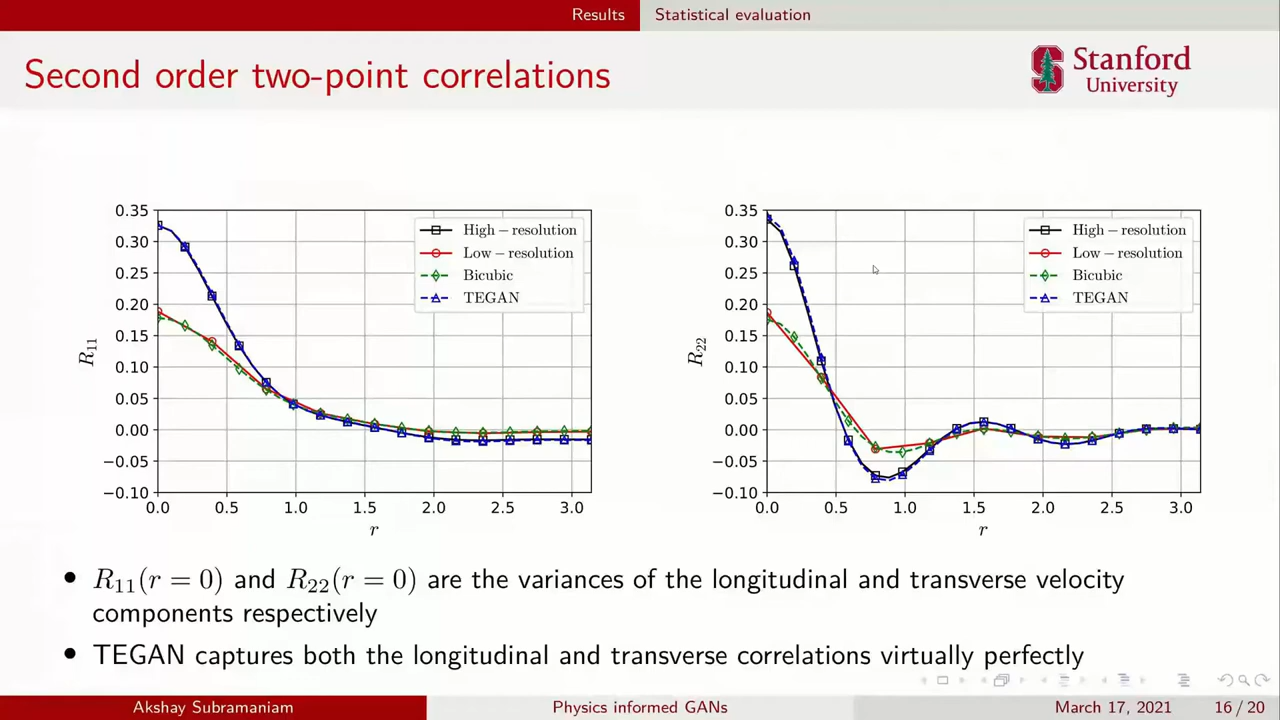 Results Statistical evaluation
Second order two-point correlations
Stanford
University
0.35
0.30
0.25
0.20
0.15
0.10
0.05
0.00
−0.05
−0.10
R11
High−resolution
Low−resolution
Bicubic
TEGAN
0.0 0.5 1.0 1.5 2.0 2.5 3.0
r
0.35
0.30
0.25
0.20
0.15
0.10
0.05
0.00
−0.05
−0.10
R22
High−resolution
Low−resolution
Bicubic
TEGAN
0.0 0.5 1.0 1.5 2.0 2.5 3.0
r
• R11(r = 0) and R22(r = 0) are the variances of the longitudinal and transverse velocity
components respectively
• TEGAN captures both the longitudinal and transverse correlations virtually perfectly
Akshay Subramaniam Physics informed GANs March 17, 2021 16 / 20